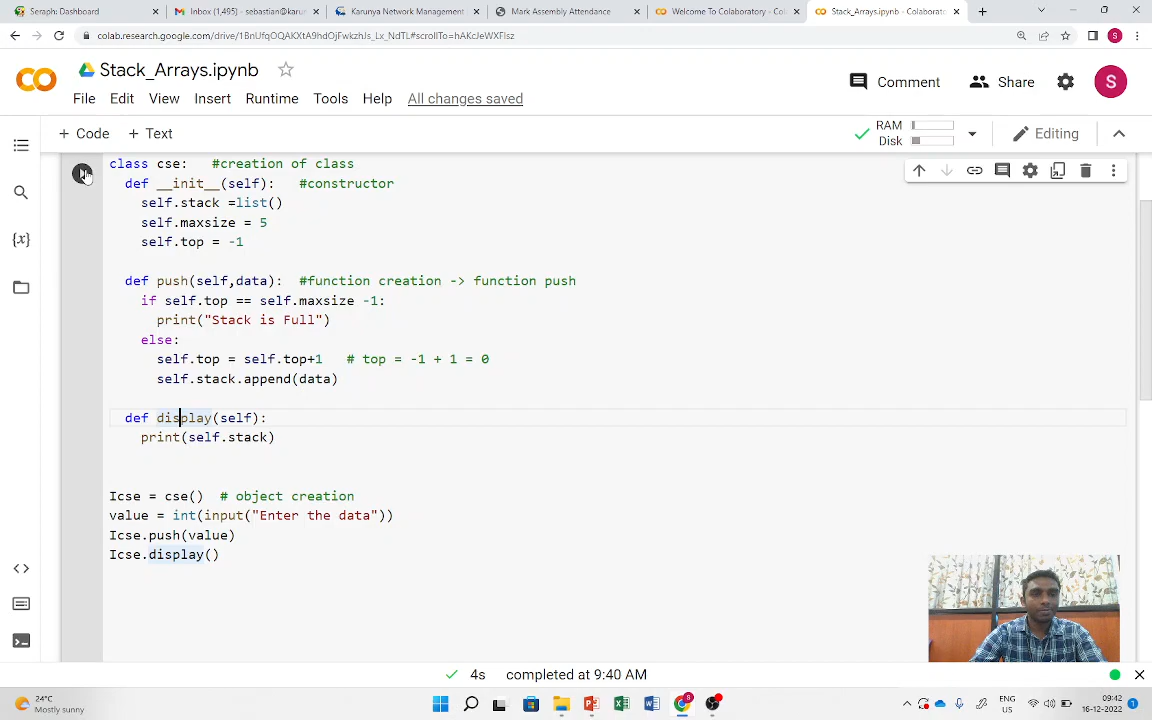 Seraph: Dashboard
Inbox (1,495) - sebastian@karun
Karunya Network Management
Mark Assembly Attendance
Welcome To Colaboratory - Colab
Stack_Arrays.ipynb - Colaborato
colab.research.google.com/drive/
Stack_Arrays.ipynb
Comment
Share
S
File Edit View Insert Runtime Tools Help All changes saved
+ Code + Text
RAM
Disk
Editing
class cse: #creation of class
def __init__(self): #constructor
self.stack =list()
self.maxsize = 5
self.top = -1
def push(self,data): #function creation -> function push
if self.top == self.maxsize -1:
print("Stack is Full")
else:
self.top = self.top+1 # top = -1 + 1 = 0
self.stack.append(data)
def display(self):
print(self.stack)
Icse = cse() # object creation
value = int(input("Enter the data"))
Icse.push(value)
Icse.display()
4s completed at 9:40 AM
24°C
Mostly sunny
ENG
US
09:42
16-12-2022